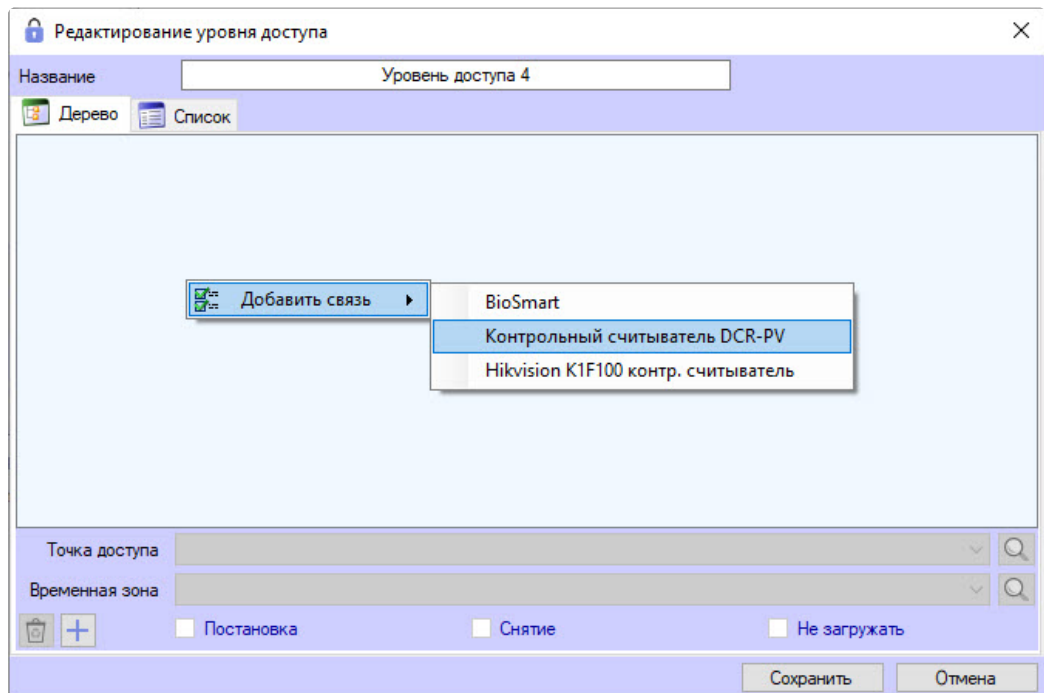 Редактирование уровня доступа
Название
Уровень доступа 4
Дерево
Список
Добавить связь
BioSmart
Контрольный считыватель DCR-PV
Hikvision K1F100 контр. считыватель
Точка доступа
Временная зона
Постановка
Снятие
Не загружать
Сохранить
Отмена